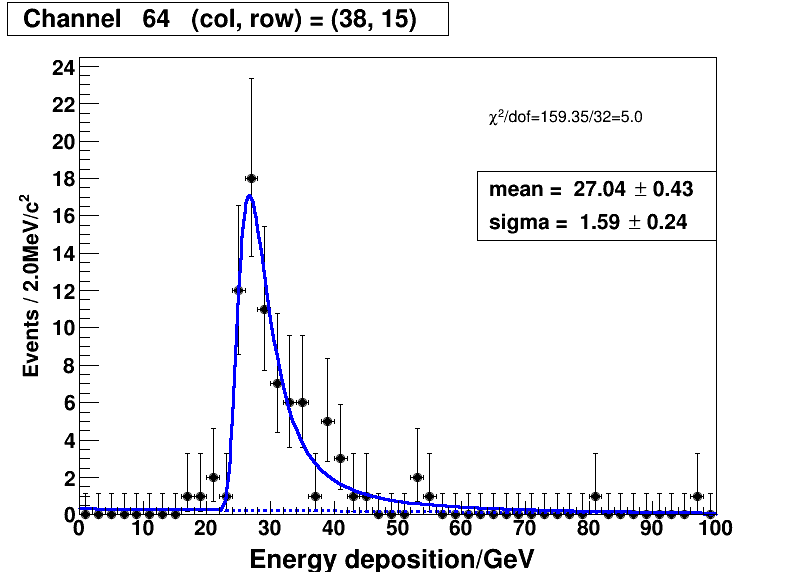 Channel 64 (col, row) = (38, 15)
χ²/dof=159.35/32=5.0
mean = 27.04 ± 0.43
sigma = 1.59 ± 0.24
Events / 2.0MeV/c²
24
22
20
18
16
14
12
10
8
6
4
2
0
0 10 20 30 40 50 60 70 80 90 100
Energy deposition/GeV